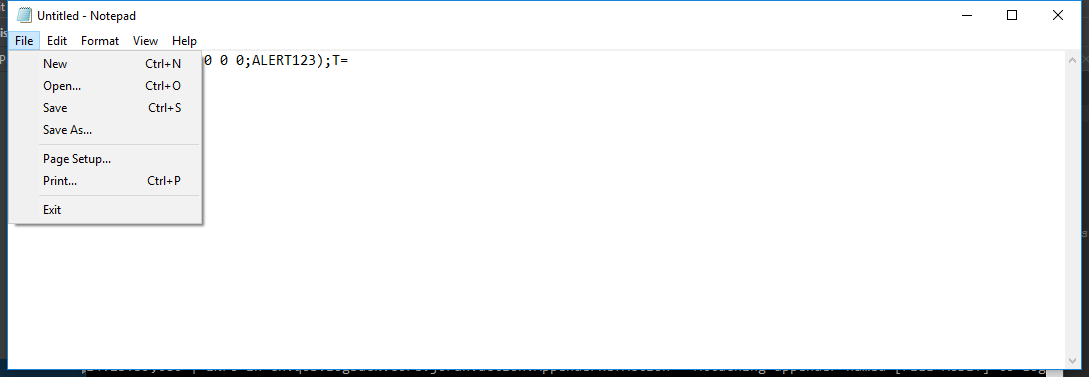 Untitled - Notepad
File Edit Format View Help
0 0 0;ALERT123);T=
New Ctrl+N
Open... Ctrl+O
Save Ctrl+S
Save As...
Page Setup...
Print... Ctrl+P
Exit